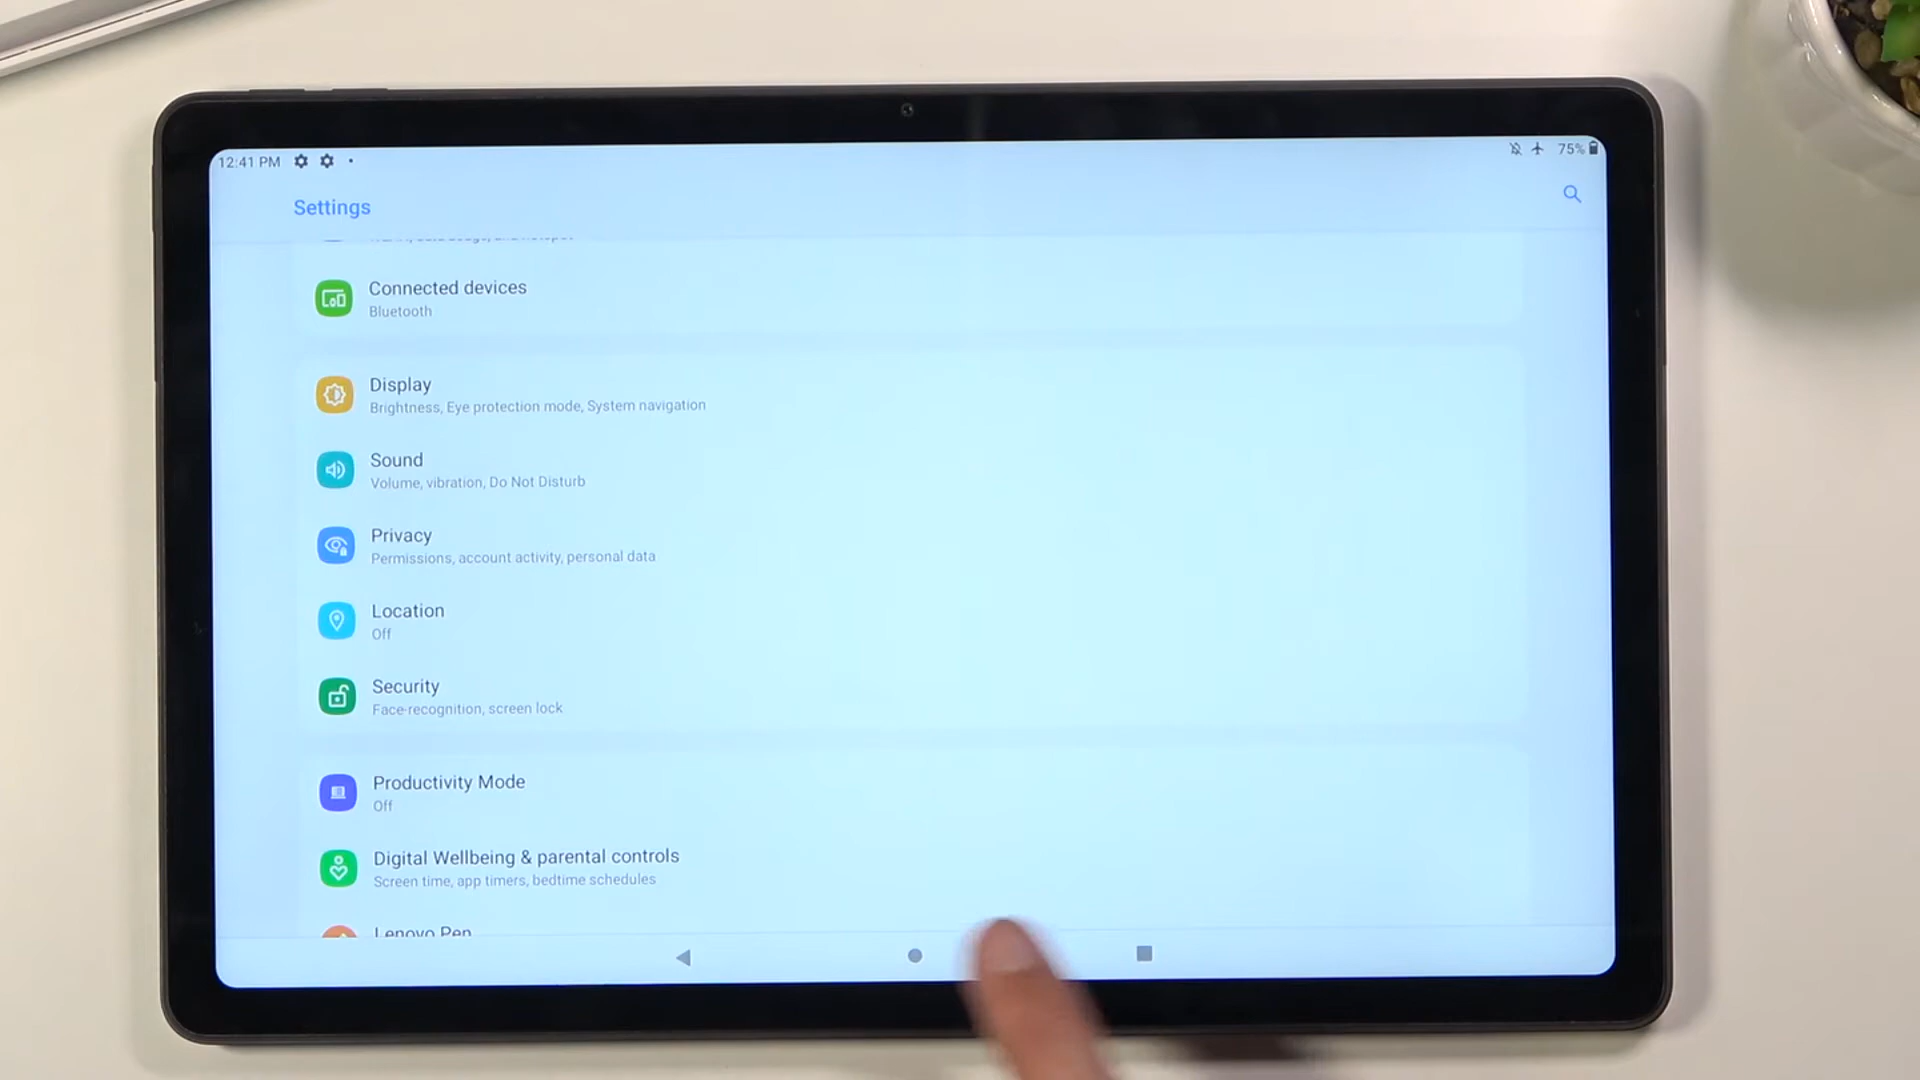 12:41 PM
75%
Settings
Connected devices
Bluetooth
Display
Brightness, Eye protection mode, System navigation
Sound
Volume, vibration, Do Not Disturb
Privacy
Permissions, account activity, personal data
Location
Off
Security
Face-recognition, screen lock
Productivity Mode
Off
Digital Wellbeing & parental controls
Screen time, app timers, bedtime schedules
Lenovo Pen